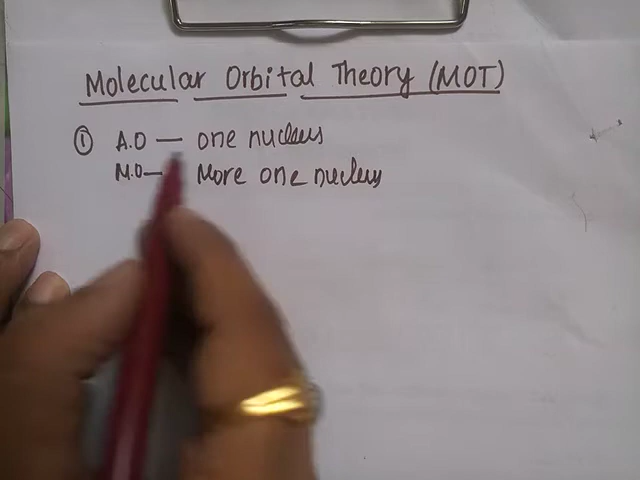 Molecular Orbital Theory (MOT)
① A.O — one nucleus
M.O— More one nucleus